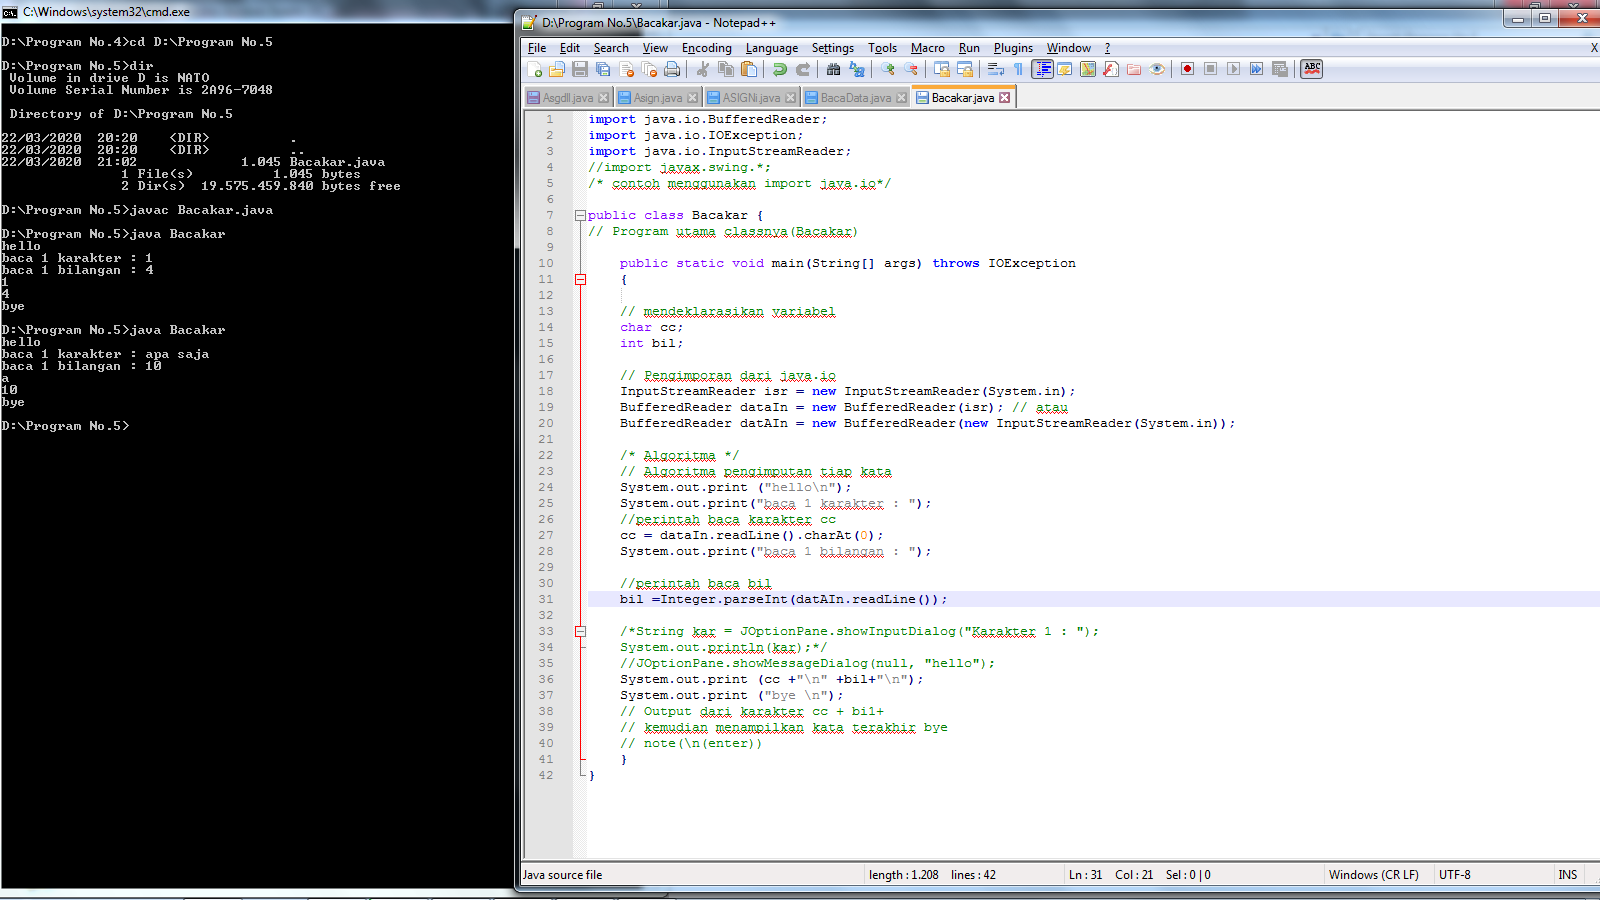 C:\Windows\system32\cmd.exe
D:\Program No.4>cd D:\Program No.5
D:\Program No.5>dir
 Volume in drive D is NATO
 Volume Serial Number is 2A96-7048
 Directory of D:\Program No.5
22/03/2020  20:20    <DIR>          .
22/03/2020  20:20    <DIR>          ..
22/03/2020  21:02             1.045 Bacakar.java
               1 File(s)          1.045 bytes
               2 Dir(s)  19.575.459.840 bytes free
D:\Program No.5>javac Bacakar.java
D:\Program No.5>java Bacakar
hello
baca 1 karakter : 1
baca 1 bilangan : 4
1
4
bye
D:\Program No.5>java Bacakar
hello
baca 1 karakter : apa saja
baca 1 bilangan : 10
a
10
bye
D:\Program No.5>
D:\Program No.5\Bacakar.java - Notepad++
File Edit Search View Encoding Language Settings Tools Macro Run Plugins Window ? X
ABC
Asgdll.java Asign.java ASIGNi.java BacaData.java Bacakar.java
1 import java.io.BufferedReader;
2 import java.io.IOException;
3 import java.io.InputStreamReader;
4 //import javax.swing.*;
5 /* contoh menggunakan import java.io*/
6
7 public class Bacakar {
8 // Program utama classnya(Bacakar)
9
10     public static void main(String[] args) throws IOException
11     {
12
13     // mendeklarasikan variabel
14     char cc;
15     int bil;
16
17     // Pengimporan dari java.io
18     InputStreamReader isr = new InputStreamReader(System.in);
19     BufferedReader dataIn = new BufferedReader(isr); // atau
20     BufferedReader datAIn = new BufferedReader(new InputStreamReader(System.in));
21
22     /* Algoritma */
23     // Algoritma pengimputan tiap kata
24     System.out.print ("hello\n");
25     System.out.print("baca 1 karakter : ");
26     //perintah baca karakter cc
27     cc = dataIn.readLine().charAt(0);
28     System.out.print("baca 1 bilangan : ");
29
30     //perintah baca bil
31     bil =Integer.parseInt(datAIn.readLine());
32
33     /*String kar = JOptionPane.showInputDialog("Karakter 1 : ");
34     System.out.println(kar);*/
35     //JOptionPane.showMessageDialog(null, "hello");
36     System.out.print (cc +"\n" +bil+"\n");
37     System.out.print ("bye \n");
38     // Output dari karakter cc + bil+
39     // kemudian menampilkan kata terakhir bye
40     // note(\n(enter))
41     }
42 }
Java source file length : 1.208 lines : 42 Ln : 31 Col : 21 Sel : 0 | 0 Windows (CR LF) UTF-8 INS